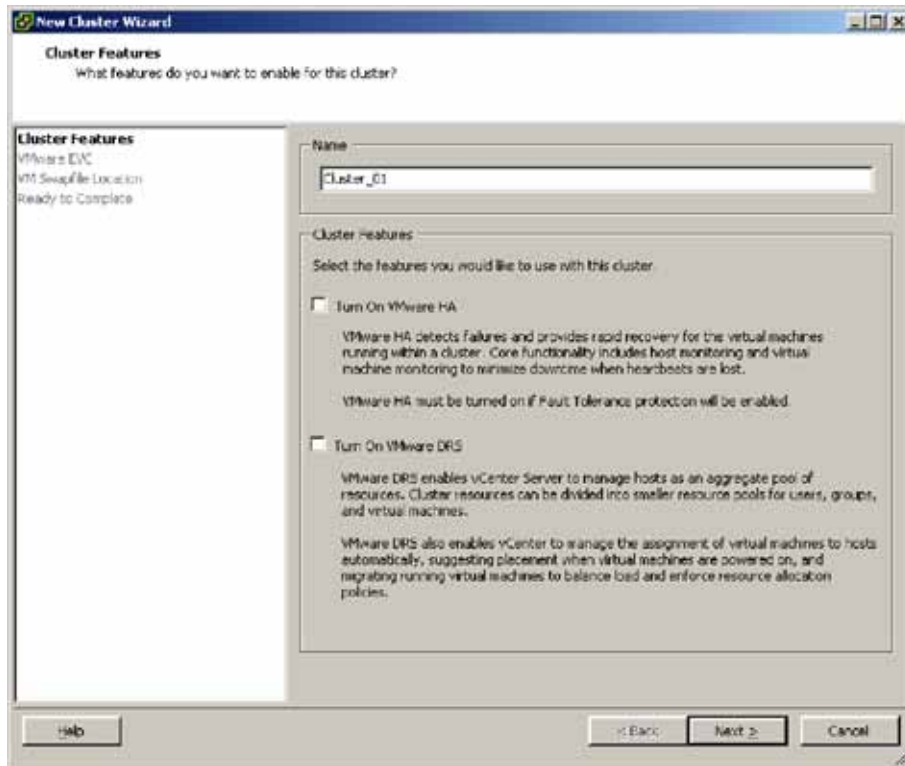 New Cluster Wizard
Cluster Features
What features do you want to enable for this cluster?
Cluster Features
VMware EVC
VM Swapfile Location
Ready to Complete
Name
Cluster_01
Cluster Features
Select the features you would like to use with this cluster.
Turn On VMware HA
VMware HA detects failures and provides rapid recovery for the virtual machines
running within a cluster. Core functionality includes host monitoring and virtual
machine monitoring to minimize downtime when heartbeats are lost.
VMware HA must be turned on if Fault Tolerance protection will be enabled.
Turn On VMware DRS
VMware DRS enables vCenter Server to manage hosts as an aggregate pool of
resources. Cluster resources can be divided into smaller resource pools for users, groups,
and virtual machines.
VMware DRS also enables vCenter to manage the assignment of virtual machines to hosts
automatically, suggesting placement when virtual machines are powered on, and
migrating running virtual machines to balance load and enforce resource allocation
policies.
Help
< Back
Next >
Cancel